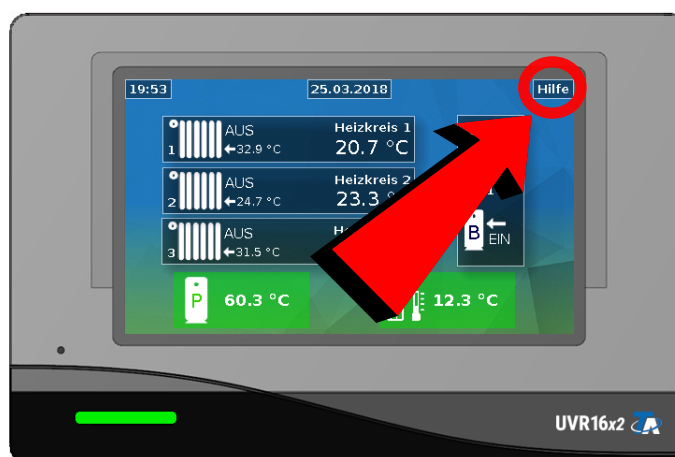 19:53
25.03.2018
Hilfe
AUS
Heizkreis 1
1
32.9 °C
20.7 °C
AUS
Heizkreis 2
2
24.7 °C
23.3
AUS
3
31.5 °C
B
EIN
P
60.3 °C
12.3 °C
UVR16x2
TA